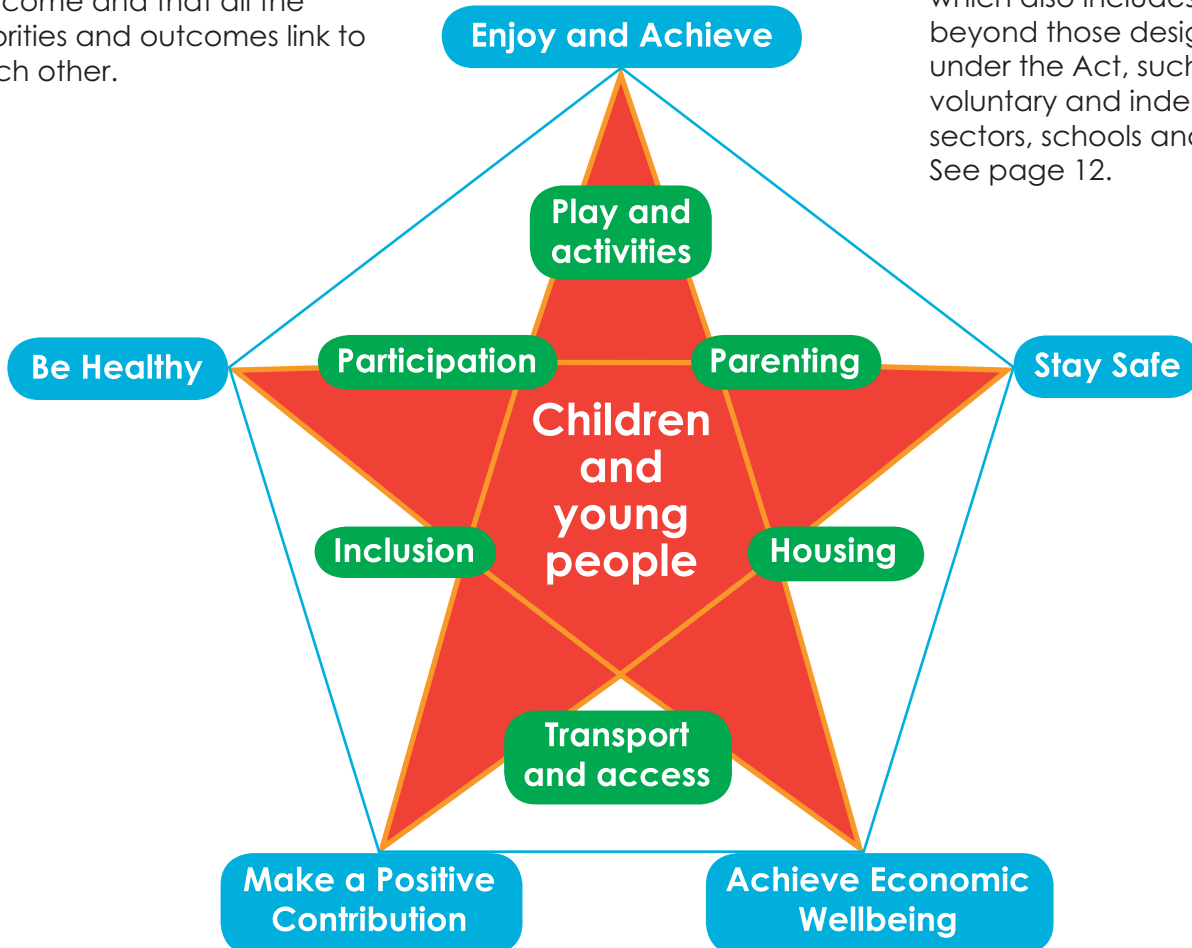 come and that all the
orities and outcomes link to
ch other.
which also includes
beyond those desig
under the Act, such
voluntary and inde
sectors, schools and
See page 12.
Enjoy and Achieve
Play and
activities
Be Healthy
Participation
Parenting
Stay Safe
Children
and
young
people
Inclusion
Housing
Transport
and access
Make a Positive
Contribution
Achieve Economic
Wellbeing